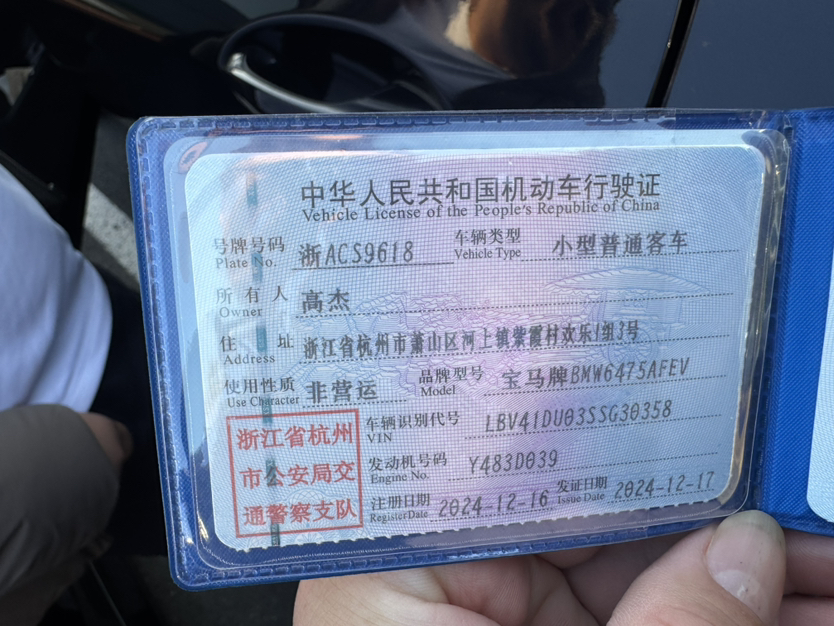 中华人民共和国机动车行驶证
Vehicle License of the People's Republic of China
号牌号码 浙ACS9618 车辆类型 小型普通客车
Plate No. Vehicle Type
所有人 高杰
Owner
住址 浙江省杭州市萧山区河上镇紫霞村欢乐1组3号
Address
使用性质 非营运 品牌型号 宝马牌BMW6475AFEV
Use Character Model
浙江省杭州
市公安局交
通警察支队
车辆识别代号 LBV41DU03SSG30358
VIN
发动机号码 Y483D039
Engine No.
注册日期 2024-12-16 发证日期 2024-12-17
Register Date Issue Date